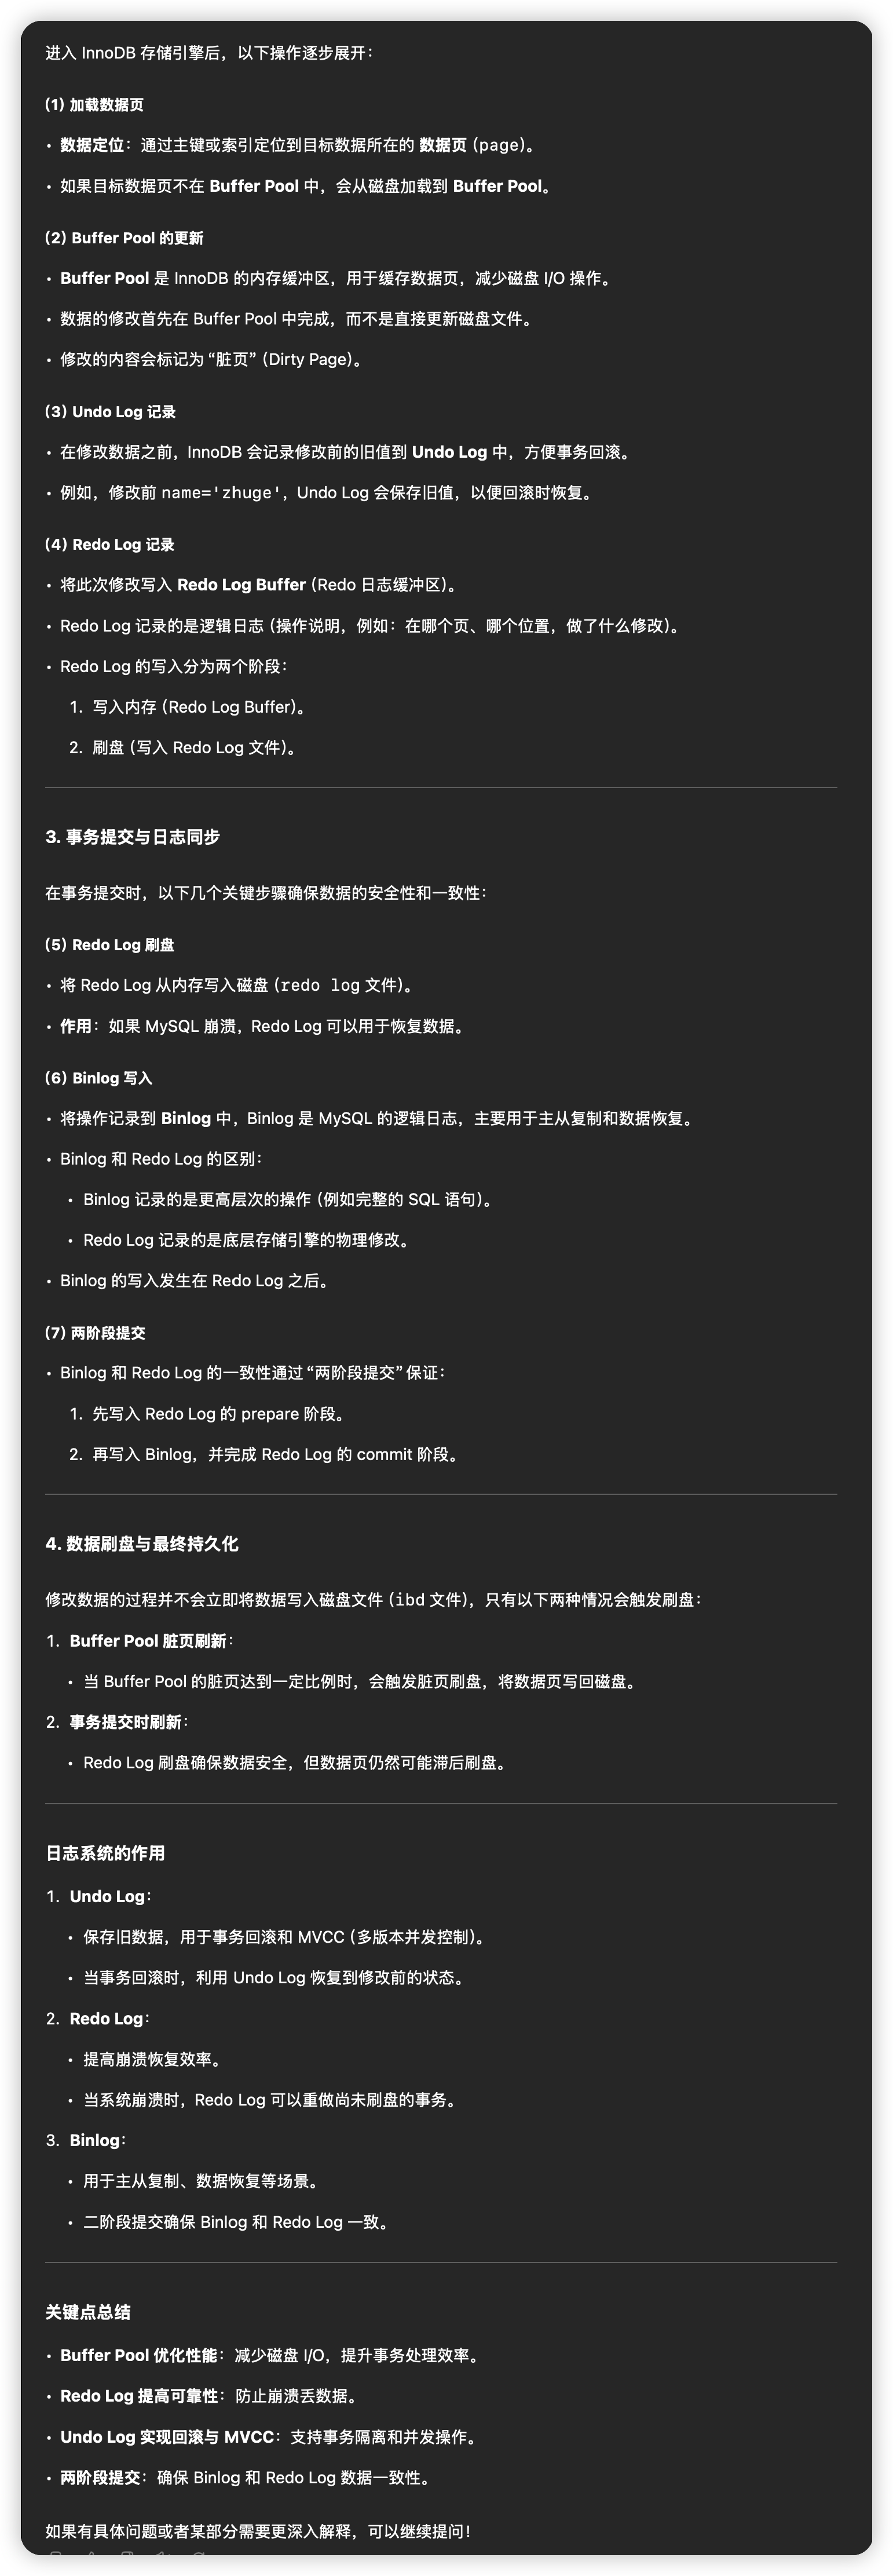 进入 InnoDB 存储引擎后，以下操作逐步展开：
(1) 加载数据页
• 数据定位：通过主键或索引定位到目标数据所在的 数据页 (page)。
• 如果目标数据页不在 Buffer Pool 中，会从磁盘加载到 Buffer Pool。
(2) Buffer Pool 的更新
• Buffer Pool 是 InnoDB 的内存缓冲区，用于缓存数据页，减少磁盘 I/O 操作。
• 数据的修改首先在 Buffer Pool 中完成，而不是直接更新磁盘文件。
• 修改的内容会标记为 “脏页” (Dirty Page)。
(3) Undo Log 记录
• 在修改数据之前，InnoDB 会记录修改前的旧值到 Undo Log 中，方便事务回滚。
• 例如，修改前 name='zhuge'，Undo Log 会保存旧值，以便回滚时恢复。
(4) Redo Log 记录
• 将此次修改写入 Redo Log Buffer (Redo 日志缓冲区)。
• Redo Log 记录的是逻辑日志 (操作说明，例如：在哪个页、哪个位置，做了什么修改)。
• Redo Log 的写入分为两个阶段：
1. 写入内存 (Redo Log Buffer)。
2. 刷盘 (写入 Redo Log 文件)。
3. 事务提交与日志同步
在事务提交时，以下几个关键步骤确保数据的安全性和一致性：
(5) Redo Log 刷盘
• 将 Redo Log 从内存写入磁盘 (redo log 文件)。
• 作用：如果 MySQL 崩溃，Redo Log 可以用于恢复数据。
(6) Binlog 写入
• 将操作记录到 Binlog 中，Binlog 是 MySQL 的逻辑日志，主要用于主从复制和数据恢复。
• Binlog 和 Redo Log 的区别：
• Binlog 记录的是更高层次的操作 (例如完整的 SQL 语句)。
• Redo Log 记录的是底层存储引擎的物理修改。
• Binlog 的写入发生在 Redo Log 之后。
(7) 两阶段提交
• Binlog 和 Redo Log 的一致性通过 “两阶段提交” 保证：
1. 先写入 Redo Log 的 prepare 阶段。
2. 再写入 Binlog，并完成 Redo Log 的 commit 阶段。
4. 数据刷盘与最终持久化
修改数据的过程并不会立即将数据写入磁盘文件 (ibd 文件)，只有以下两种情况会触发刷盘：
1. Buffer Pool 脏页刷新：
• 当 Buffer Pool 的脏页达到一定比例时，会触发脏页刷盘，将数据页写回磁盘。
2. 事务提交时刷新：
• Redo Log 刷盘确保数据安全，但数据页仍然可能滞后刷盘。
日志系统的作用
1. Undo Log：
• 保存旧数据，用于事务回滚和 MVCC (多版本并发控制)。
• 当事务回滚时，利用 Undo Log 恢复到修改前的状态。
2. Redo Log：
• 提高崩溃恢复效率。
• 当系统崩溃时，Redo Log 可以重做尚未刷盘的事务。
3. Binlog：
• 用于主从复制、数据恢复等场景。
• 二阶段提交确保 Binlog 和 Redo Log 一致。
关键点总结
• Buffer Pool 优化性能：减少磁盘 I/O，提升事务处理效率。
• Redo Log 提高可靠性：防止崩溃丢数据。
• Undo Log 实现回滚与 MVCC：支持事务隔离和并发操作。
• 两阶段提交：确保 Binlog 和 Redo Log 数据一致性。
如果有具体问题或者某部分需要更深入解释，可以继续提问！